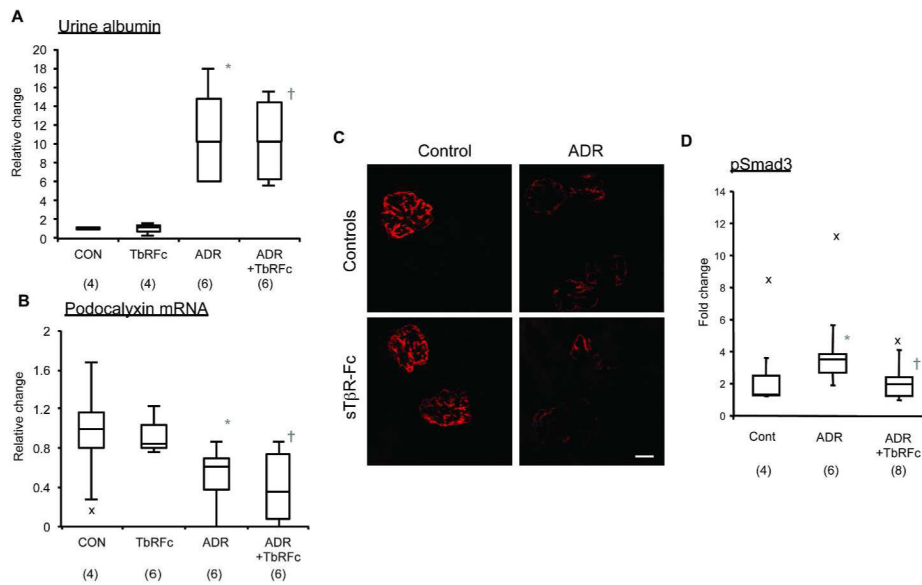 A
Urine albumin
Relative change
20
18
16
14
12
10
8
6
4
2
0
*
†
CON
TbRFc
ADR
ADR
+TbRFc
(4)
(4)
(6)
(6)
B
Podocalyxin mRNA
Relative change
2
1.6
1.2
0.8
0.4
0
x
*
†
CON
TbRFc
ADR
ADR
+TbRFc
(4)
(6)
(6)
(6)
C
Control
ADR
Controls
sTβR-Fc
D
pSmad3
Fold change
14
12
10
8
6
4
2
0
x
x
*
x
†
Cont
ADR
ADR
+TbRFc
(4)
(6)
(8)